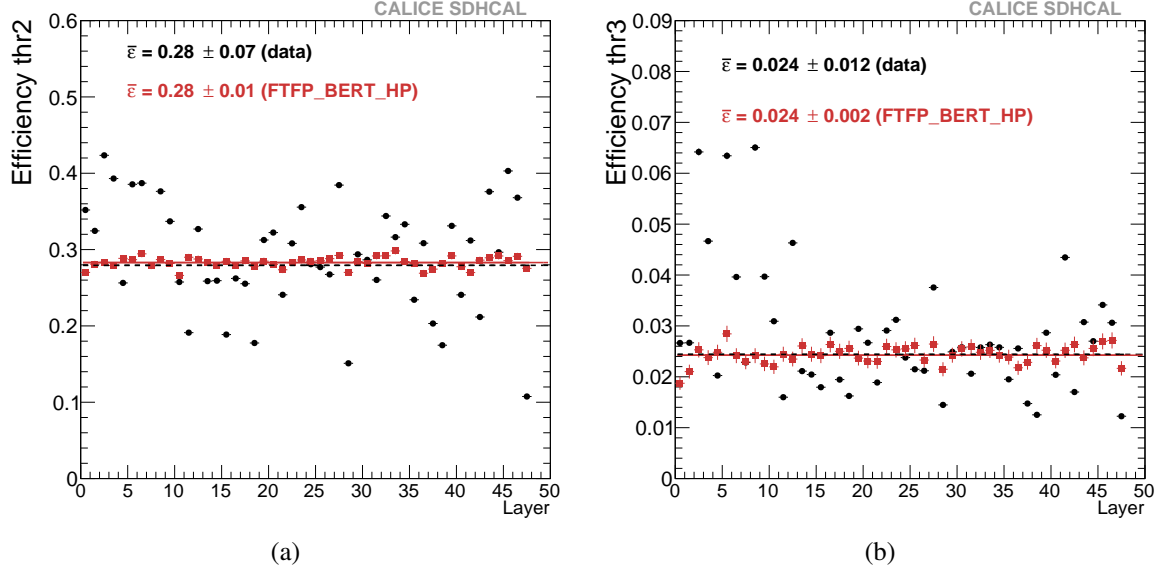 CALICE SDHCAL
Efficiency thr2
ε̅ = 0.28 ± 0.07 (data)
ε̅ = 0.28 ± 0.01 (FTFP_BERT_HP)
0.6
0.5
0.4
0.3
0.2
0.1
0
0 5 10 15 20 25 30 35 40 45 50
Layer
(a)
CALICE SDHCAL
Efficiency thr3
ε̅ = 0.024 ± 0.012 (data)
ε̅ = 0.024 ± 0.002 (FTFP_BERT_HP)
0.09
0.08
0.07
0.06
0.05
0.04
0.03
0.02
0.01
0
0 5 10 15 20 25 30 35 40 45 50
Layer
(b)